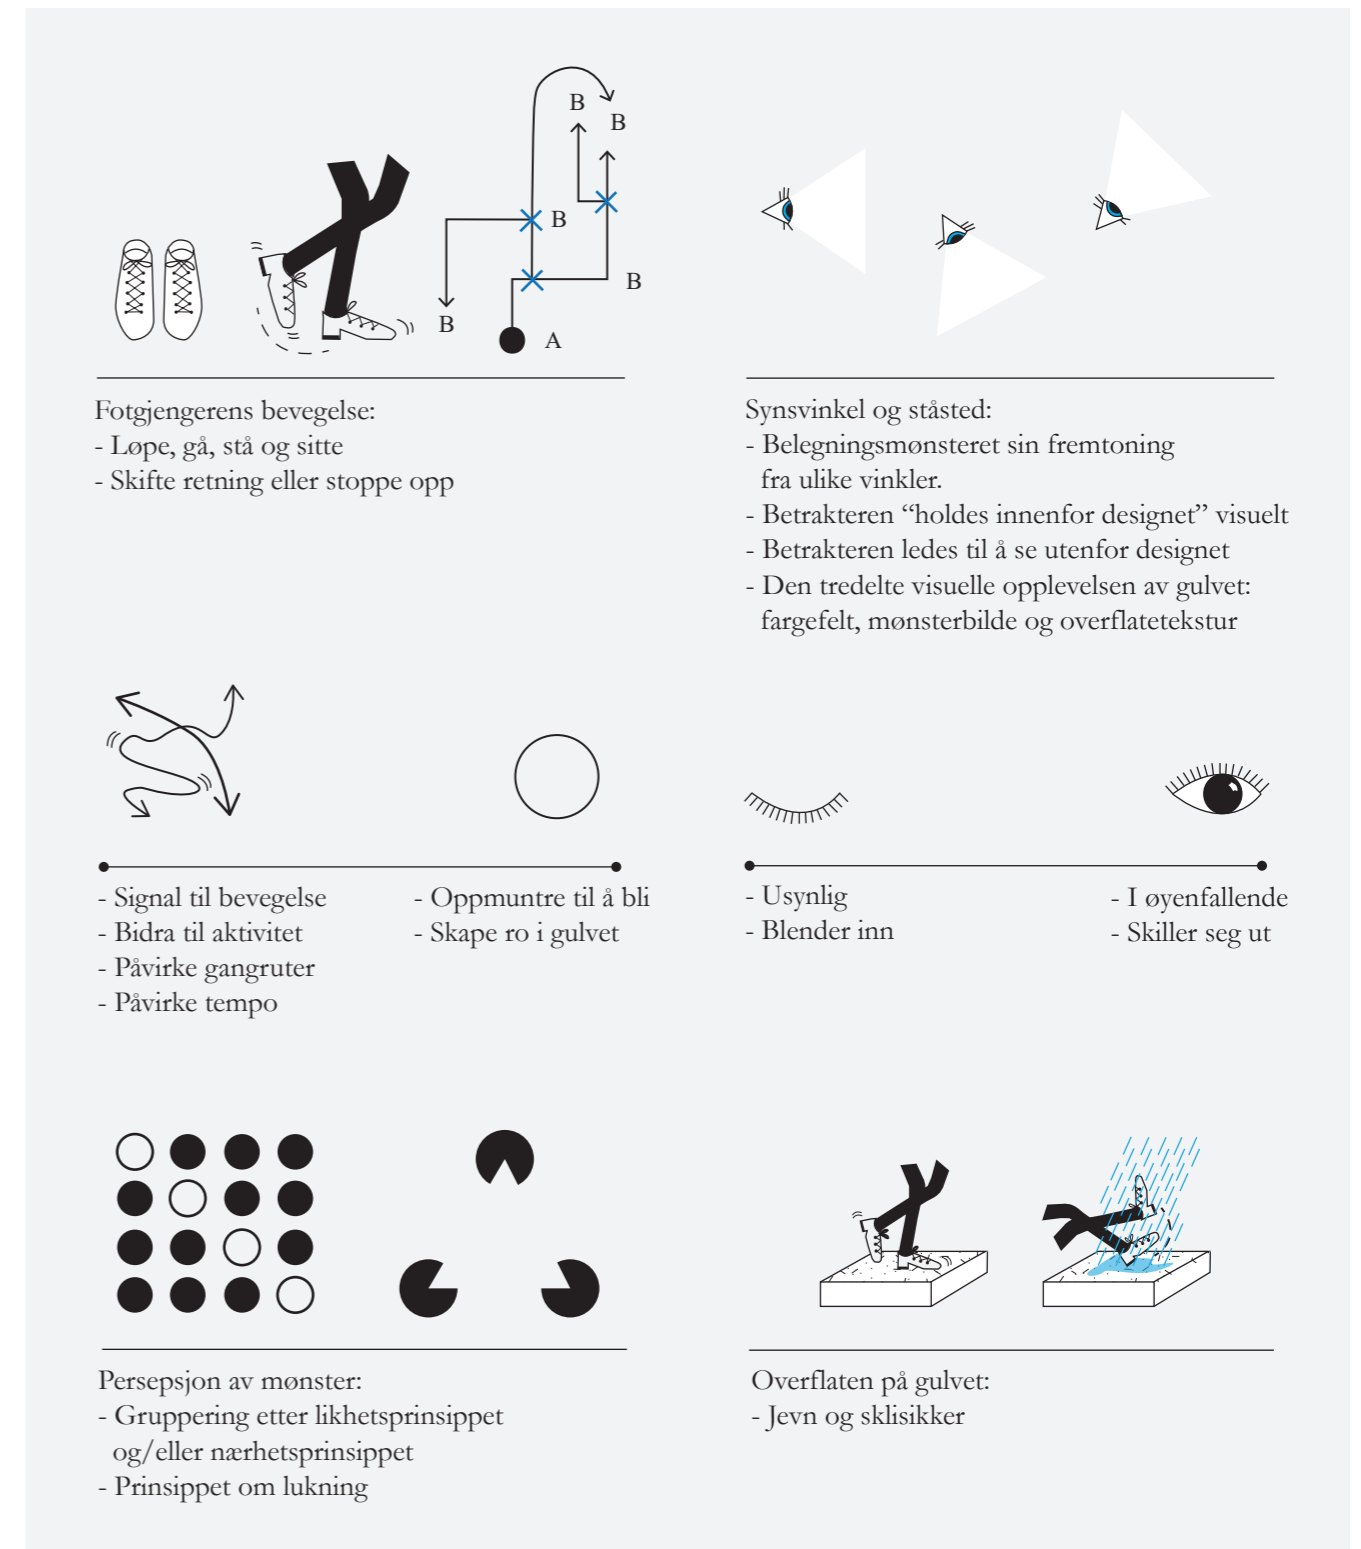 B
B
B
B
B
A
Fotgjengerens bevegelse:
- Løpe, gå, stå og sitte
- Skifte retning eller stoppe opp
Synsvinkel og ståsted:
- Belegningsmønsteret sin fremtoning
fra ulike vinkler.
- Betrakteren “holdes innenfor designet” visuelt
- Betrakteren ledes til å se utenfor designet
- Den tredelte visuelle opplevelsen av gulvet:
fargefelt, mønsterbilde og overflatetekstur
- Signal til bevegelse
- Bidra til aktivitet
- Påvirke gangruter
- Påvirke tempo
- Oppmuntre til å bli
- Skape ro i gulvet
- Usynlig
- Blender inn
- I øyenfallende
- Skiller seg ut
Persepsjon av mønster:
- Gruppering etter likhetsprinsippet
og/eller nærhetsprinsippet
- Prinsippet om lukning
Overflaten på gulvet:
- Jevn og sklisikker